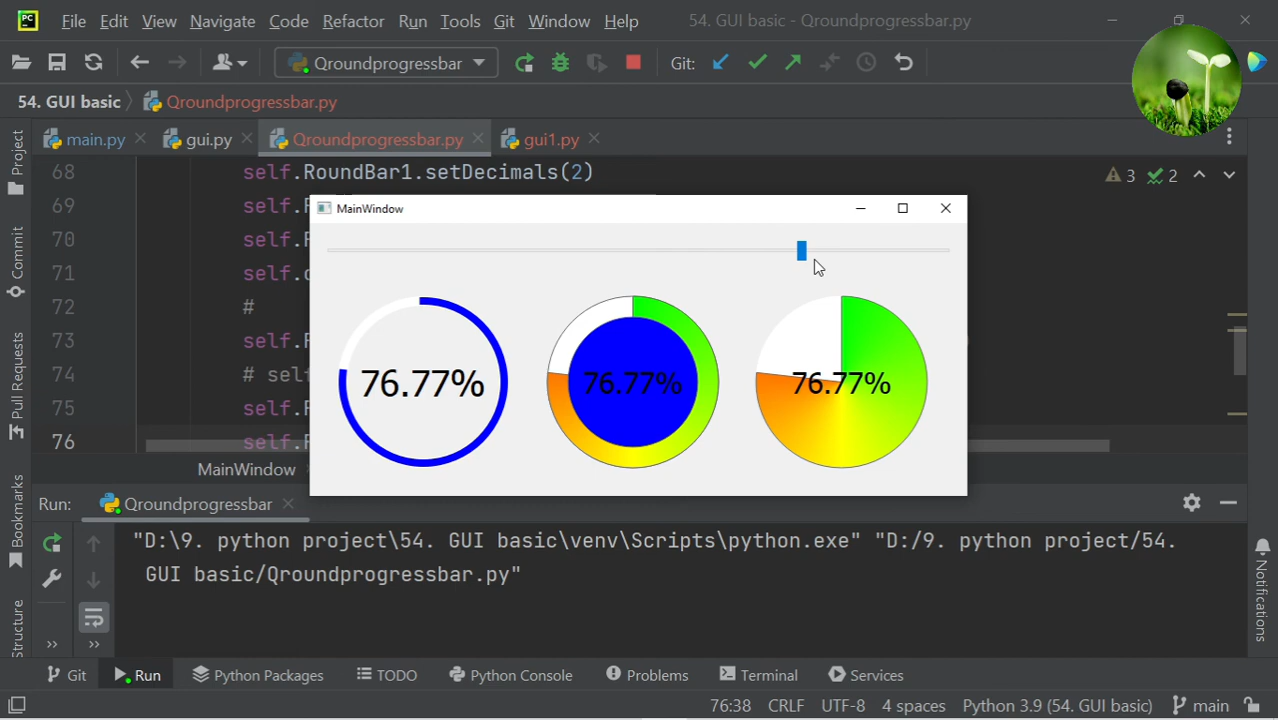 PC File Edit View Navigate Code Refactor Run Tools Git Window Help 54. GUI basic - Qroundprogressbar.py
Qroundprogressbar Git:
54. GUI basic Qroundprogressbar.py
main.py gui.py Qroundprogressbar.py gui1.py
68 self.RoundBar1.setDecimals(2) 3 2
69 self.
70 self.
71 self.
72 #
73 self.
74 # self
75 self.
76 self.
MainWindow
76.77% 76.77% 76.77%
MainWindow
Project
Commit
Pull Requests
Bookmarks
Structure
Notifications
Run: Qroundprogressbar
"D:\9. python project\54. GUI basic\venv\Scripts\python.exe" "D:/9. python project/54.
GUI basic/Qroundprogressbar.py"
Git Run Python Packages TODO Python Console Problems Terminal Services
76:38 CRLF UTF-8 4 spaces Python 3.9 (54. GUI basic) main